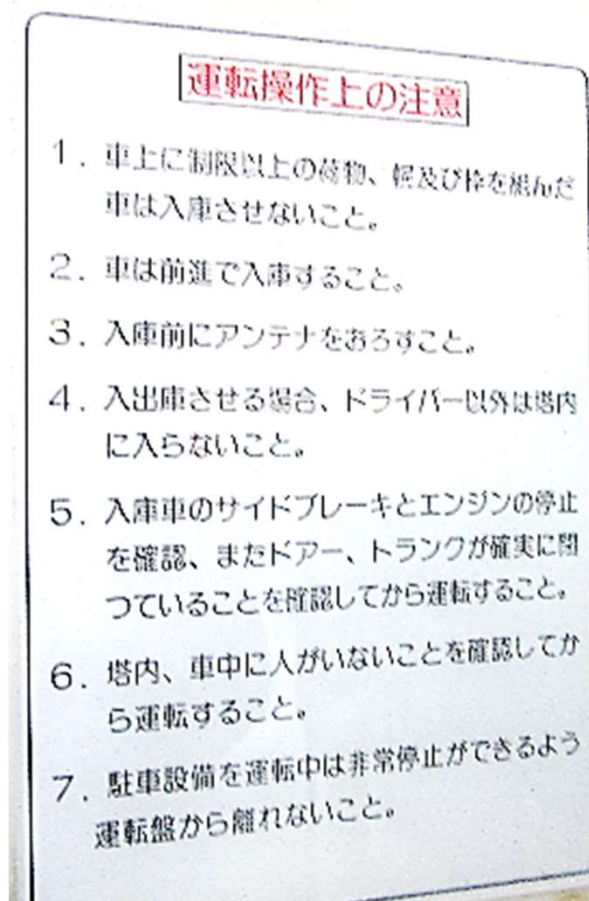 運転操作上の注意
1. 車上に制限以上の荷物、幌及び枠を組んだ
車は入庫させないこと。
2. 車は前進で入庫すること。
3. 入庫前にアンテナをおろすこと。
4. 入出庫させる場合、ドライバー以外は塔内
に入らないこと。
5. 入庫車のサイドブレーキとエンジンの停止
を確認、またドアー、トランクが確実に閉
つていることを確認してから運転すること。
6. 塔内、車中に人がいないことを確認してか
ら運転すること。
7. 駐車設備を運転中は非常停止ができるよう
運転盤から離れないこと。